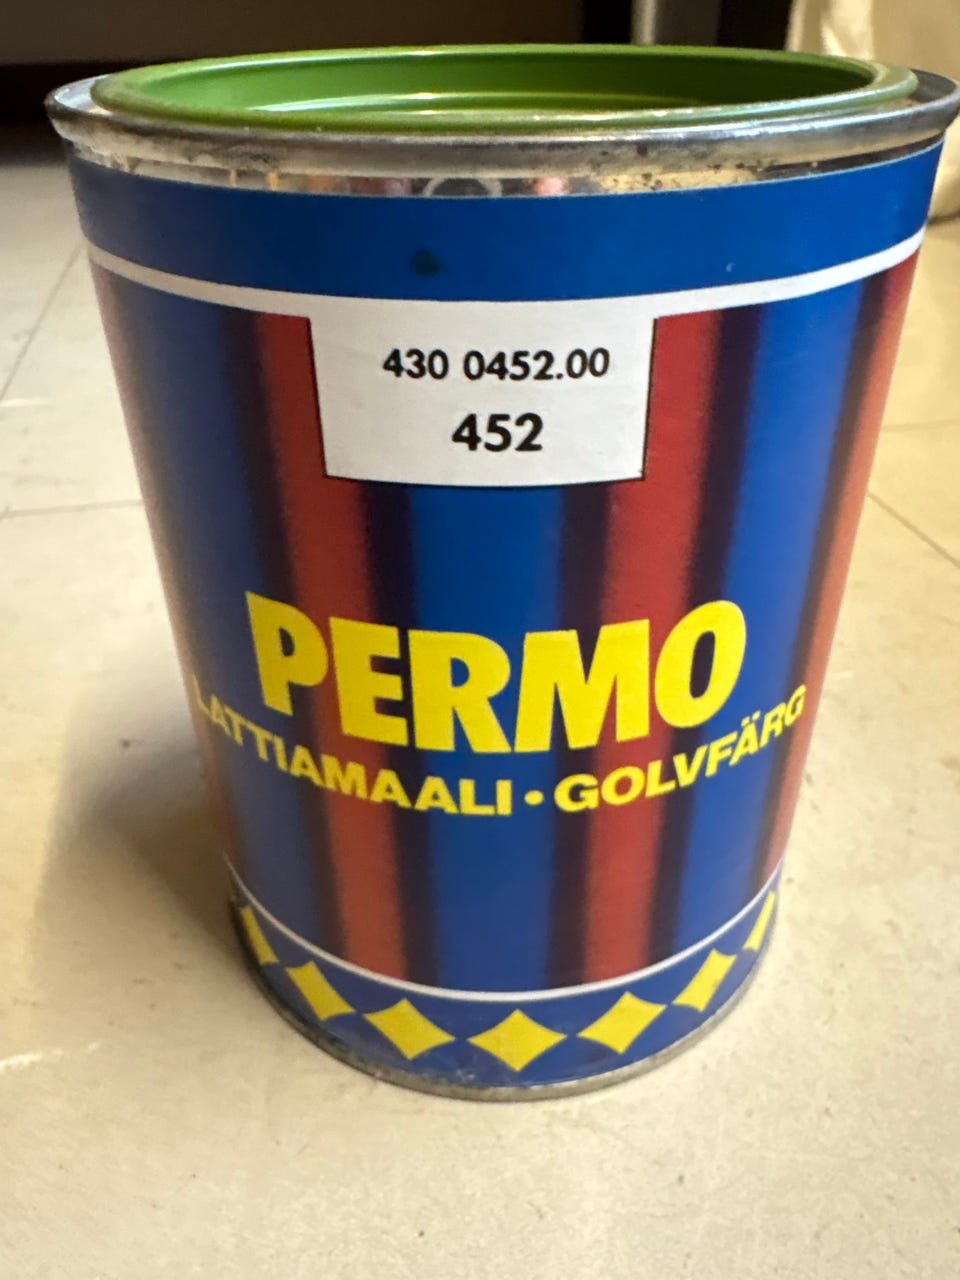 430 0452.00
452
PERMO
LATTIAMAALI • GOLVFÄRG